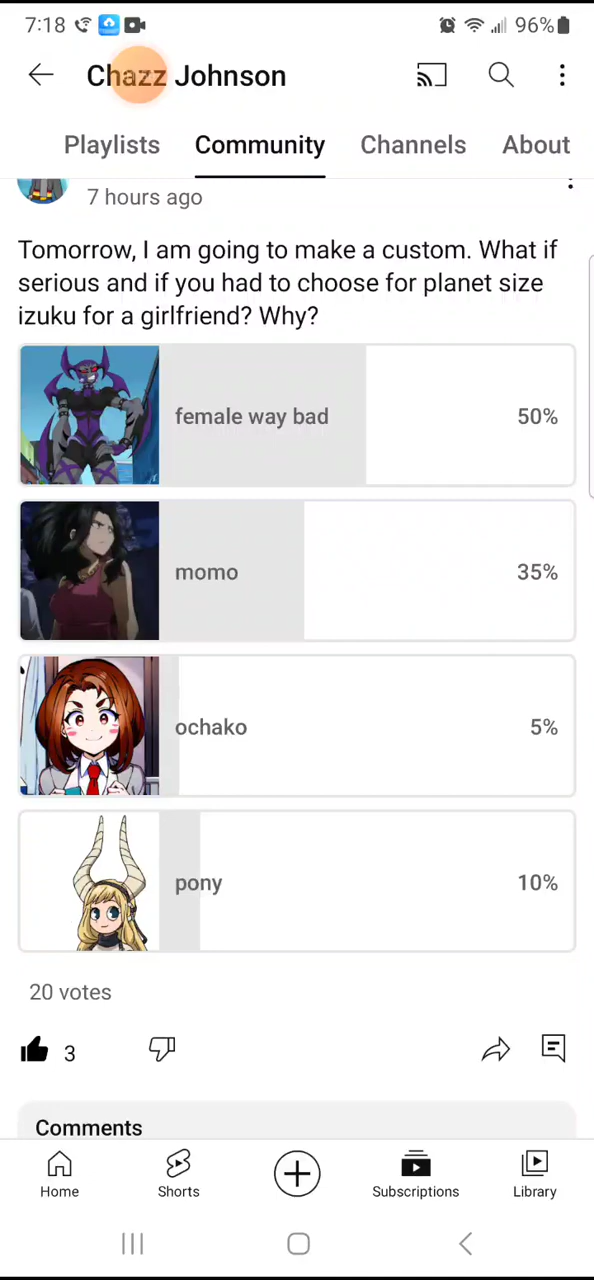 7:18
96%
Chazz Johnson
Playlists Community Channels About
7 hours ago
Tomorrow, I am going to make a custom. What if
serious and if you had to choose for planet size
izuku for a girlfriend? Why?
female way bad 50%
momo 35%
ochako 5%
pony 10%
20 votes
3
Comments
Home Shorts Subscriptions Library